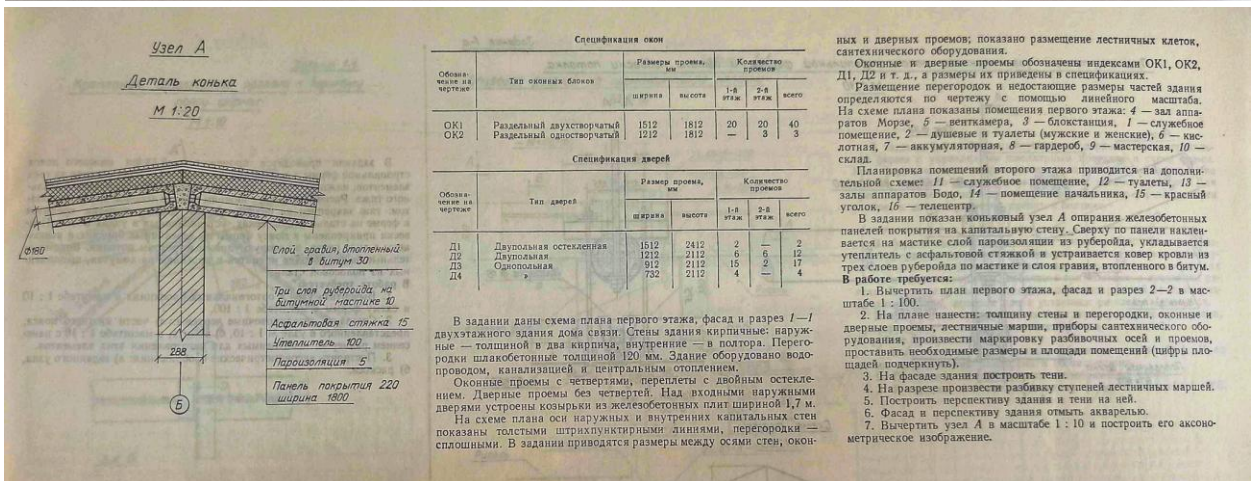 Узел А
Деталь конька
М 1:20
ф180
288
Б
Слой гравия, втопленный
в битум 30
Три слоя рубероида на
битумной мастике 10
Асфальтовая стяжка 15
Утеплитель 100
Пароизоляция 5
Панель покрытия 220
ширина 1800
Спецификация окон
Обозна-
чение на
чертеже
Тип оконных блоков
Размеры проема,
мм
Количество
проемов
ширина
высота
1-й
этаж
2-й
этаж
всего
ОК1 Раздельный двухстворчатый 1512 1812 20 20 40
ОК2 Раздельный одностворчатый 1212 1812 — 3 3
Спецификация дверей
Обозна-
чение на
чертеже
Тип дверей
Размер проема,
мм
Количество
проемов
ширина
высота
1-й
этаж
2-й
этаж
всего
Д1 Двупольная остекленная 1512 2412 2 — 2
Д2 Двупольная 1212 2112 6 6 12
Д3 Однопольная 912 2112 15 2 17
Д4 » 732 2112 4 — 4
В задании даны схема плана первого этажа, фасад и разрез 1—1
двухэтажного здания дома связи. Стены здания кирпичные: наруж-
ные — толщиной в два кирпича, внутренние — в полтора. Перего-
родки шлакобетонные толщиной 120 мм. Здание оборудовано водо-
проводом, канализацией и центральным отоплением.
Оконные проемы с четвертями, переплеты с двойным остекле-
нием. Дверные проемы без четвертей. Над входными наружными
дверями устроены козырьки из железобетонных плит шириной 1,7 м.
На схеме плана оси наружных и внутренних капитальных стен
показаны толстыми штрихпунктирными линиями, перегородки —
сплошными. В задании приводятся размеры между осями стен, окон-
ных и дверных проемов; показано размещение лестничных клеток,
сантехнического оборудования.
Оконные и дверные проемы обозначены индексами ОК1, ОК2,
Д1, Д2 и т. д., а размеры их приведены в спецификациях.
Размещение перегородок и недостающие размеры частей здания
определяются по чертежу с помощью линейного масштаба.
На схеме плана показаны помещения первого этажа: 4 — зал аппа-
ратов Морзе, 5 — венткамера, 3 — блокстанция, 1 — служебное
помещение, 2 — душевые и туалеты (мужские и женские), 6 — кис-
лотная, 7 — аккумуляторная, 8 — гардероб, 9 — мастерская, 10 —
склад.
Планировка помещений второго этажа приводится на дополни-
тельной схеме: 11 — служебное помещение, 12 — туалеты, 13 —
залы аппаратов Бодо, 14 — помещение начальника, 15 — красный
уголок, 16 — телецентр.
В задании показан коньковый узел А опирания железобетонных
панелей покрытия на капитальную стену. Сверху по панели наклеи-
вается на мастике слой пароизоляции из рубероида, укладывается
утеплитель с асфальтовой стяжкой и устраивается ковер кровли из
трех слоев рубероида по мастике и слоя гравия, втопленного в битум.
В работе требуется:
1. Вычертить план первого этажа, фасад и разрез 2—2 в мас-
штабе 1 : 100.
2. На плане нанести: толщину стены и перегородки, оконные и
дверные проемы, лестничные марши, приборы сантехнического обо-
рудования, произвести маркировку разбивочных осей и проемов,
проставить необходимые размеры и площади помещений (цифры пло-
щадей подчеркнуть).
3. На фасаде здания построить тени.
4. На разрезе произвести разбивку ступеней лестничных маршей.
5. Построить перспективу здания и тени на ней.
6. Фасад и перспективу здания отмыть акварелью.
7. Вычертить узел А в масштабе 1 : 10 и построить его аксоно-
метрическое изображение.